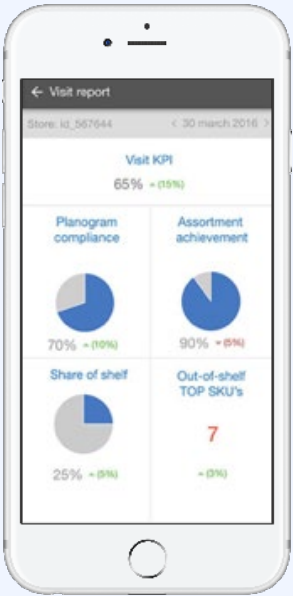 ← Visit report
Store: id_567644 < 30 march 2016 >
Visit KPI
65% (15%)
Planogram
compliance
70% (10%)
Assortment
achievement
90% (5%)
Share of shelf
25% (5%)
Out-of-shelf
TOP SKU's
7
(3%)